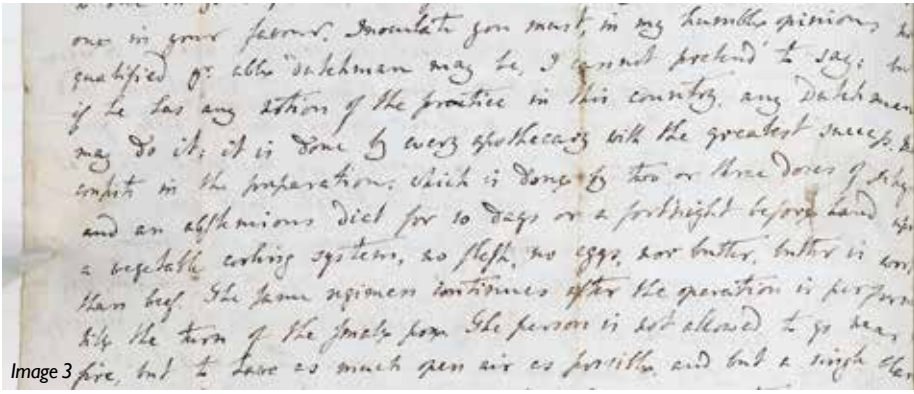 one in your favour. Inoculate you must, in my humble opinion,
qualified yr. able Dutchman may be, I cannot pretend to say; but
if he has any notion of the practice in this country, any Dutchman
may do it; it is done by every apothecary with the greatest success.
consists in the preparation, which is done by two or three doses of
and an abstemious diet for 10 days or a fortnight before hand
a vegetable cooling system, no flesh, no eggs, nor butter, butter is
than beef. The same regimen continues after the operation is perform
till the turn of the small pox. The person is not allowed to go near
fire, but to have as much open air as possible, and but a single
Image 3